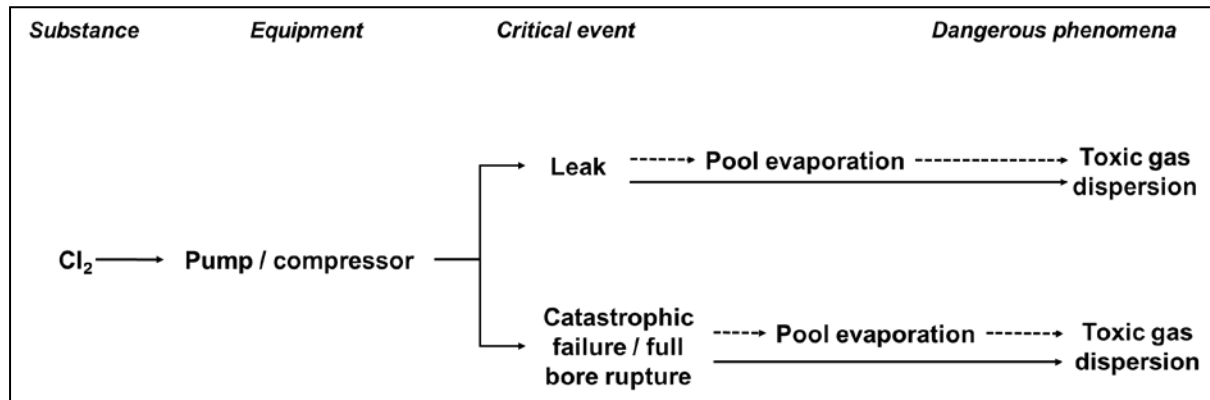 Substance Equipment Critical event Dangerous phenomena
Leak Pool evaporation Toxic gas
dispersion
Cl₂ Pump / compressor
Catastrophic
failure / full
bore rupture
Pool evaporation Toxic gas
dispersion